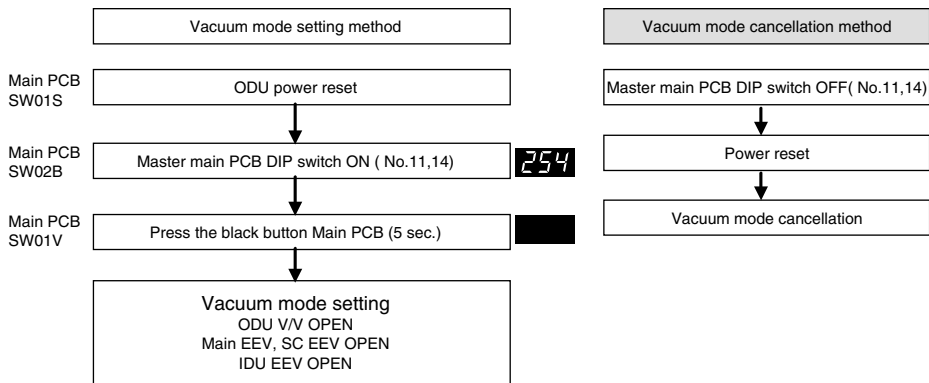 Vacuum mode setting method
Main PCB
SW01S
ODU power reset
Main PCB
SW02B
Master main PCB DIP switch ON ( No.11,14)
254
Main PCB
SW01V
Press the black button Main PCB (5 sec.)
Vacuum mode setting
ODU V/V OPEN
Main EEV, SC EEV OPEN
IDU EEV OPEN
Vacuum mode cancellation method
Master main PCB DIP switch OFF( No.11,14)
Power reset
Vacuum mode cancellation